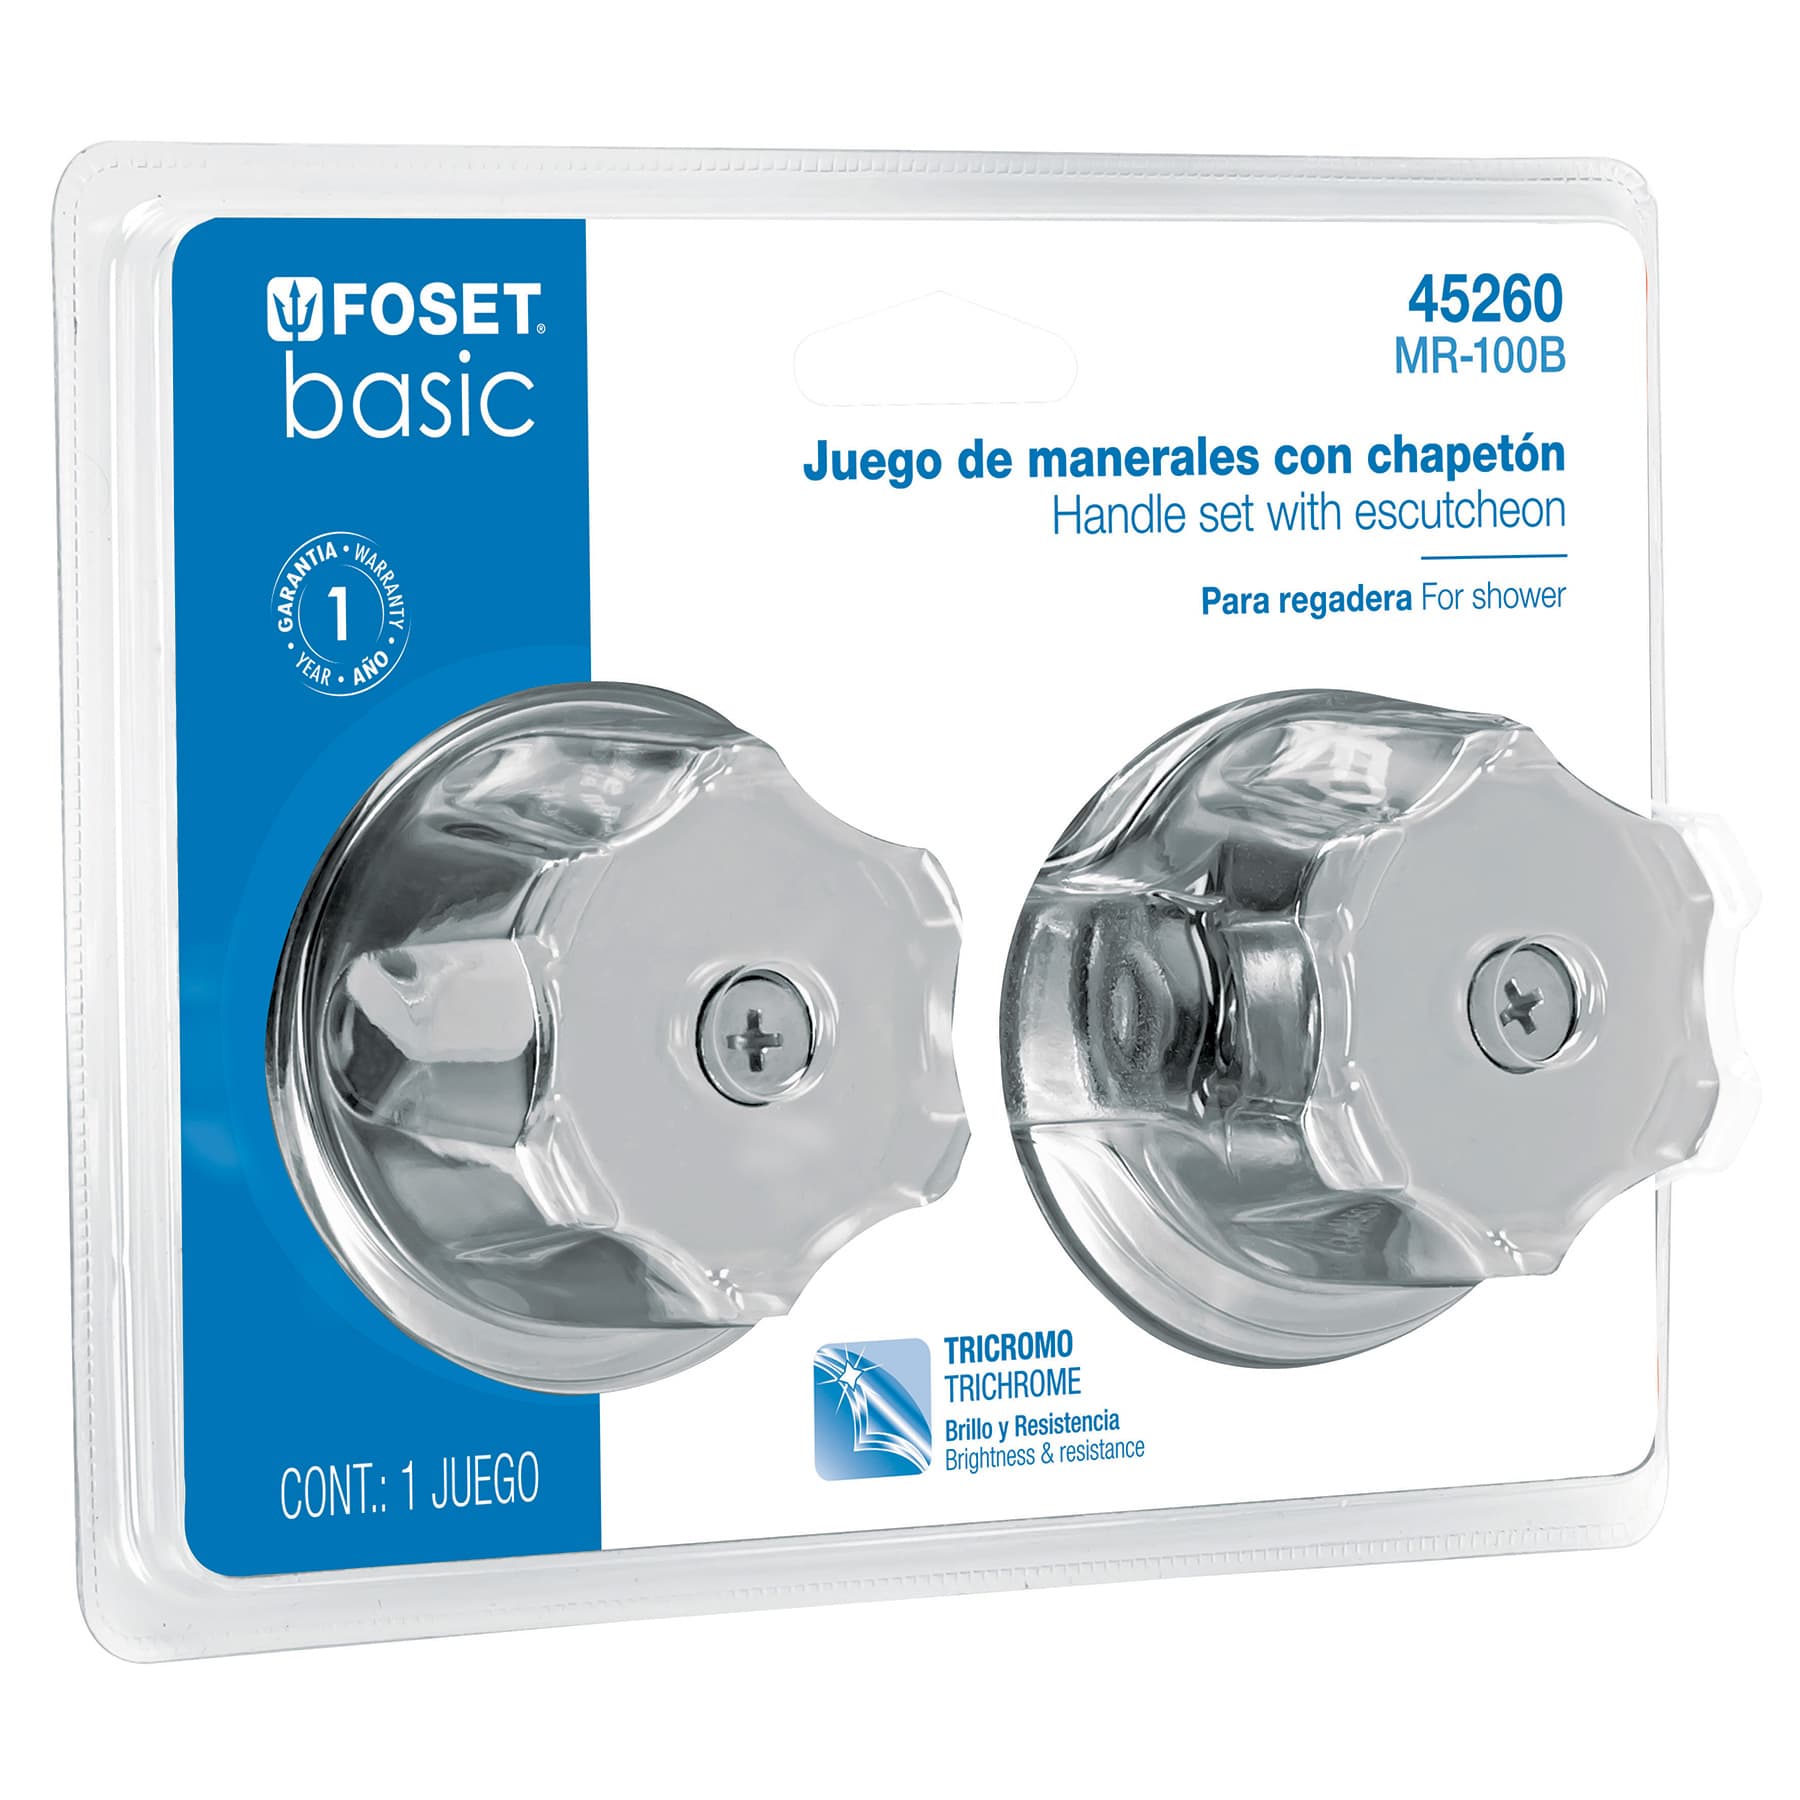 FOSET®
basic
GARANTIA • WARRANTY •
1
YEAR • AÑO •
45260
MR-100B
Juego de manerales con chapetón
Handle set with escutcheon
Para regadera For shower
TRICROMO
TRICHROME
Brillo y Resistencia
Brightness & resistance
CONT.: 1 JUEGO